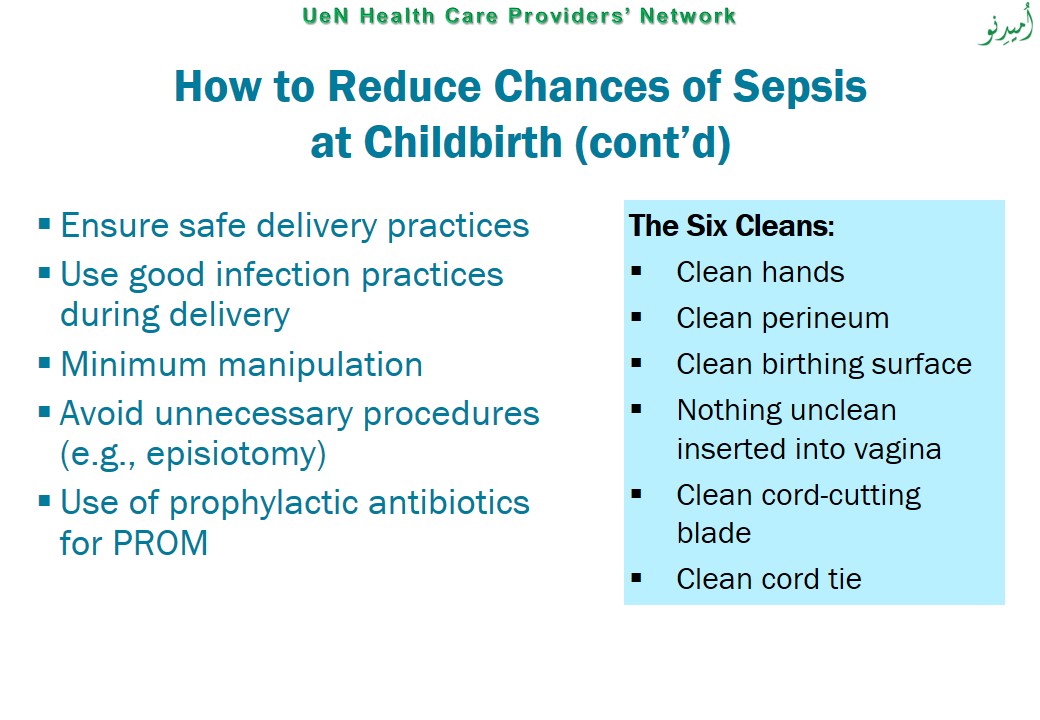 UeN Health Care Providers’ Network
أُميدِنو
How to Reduce Chances of Sepsis
at Childbirth (cont’d)
▪ Ensure safe delivery practices
▪ Use good infection practices
during delivery
▪ Minimum manipulation
▪ Avoid unnecessary procedures
(e.g., episiotomy)
▪ Use of prophylactic antibiotics
for PROM
The Six Cleans:
▪ Clean hands
▪ Clean perineum
▪ Clean birthing surface
▪ Nothing unclean
inserted into vagina
▪ Clean cord-cutting
blade
▪ Clean cord tie